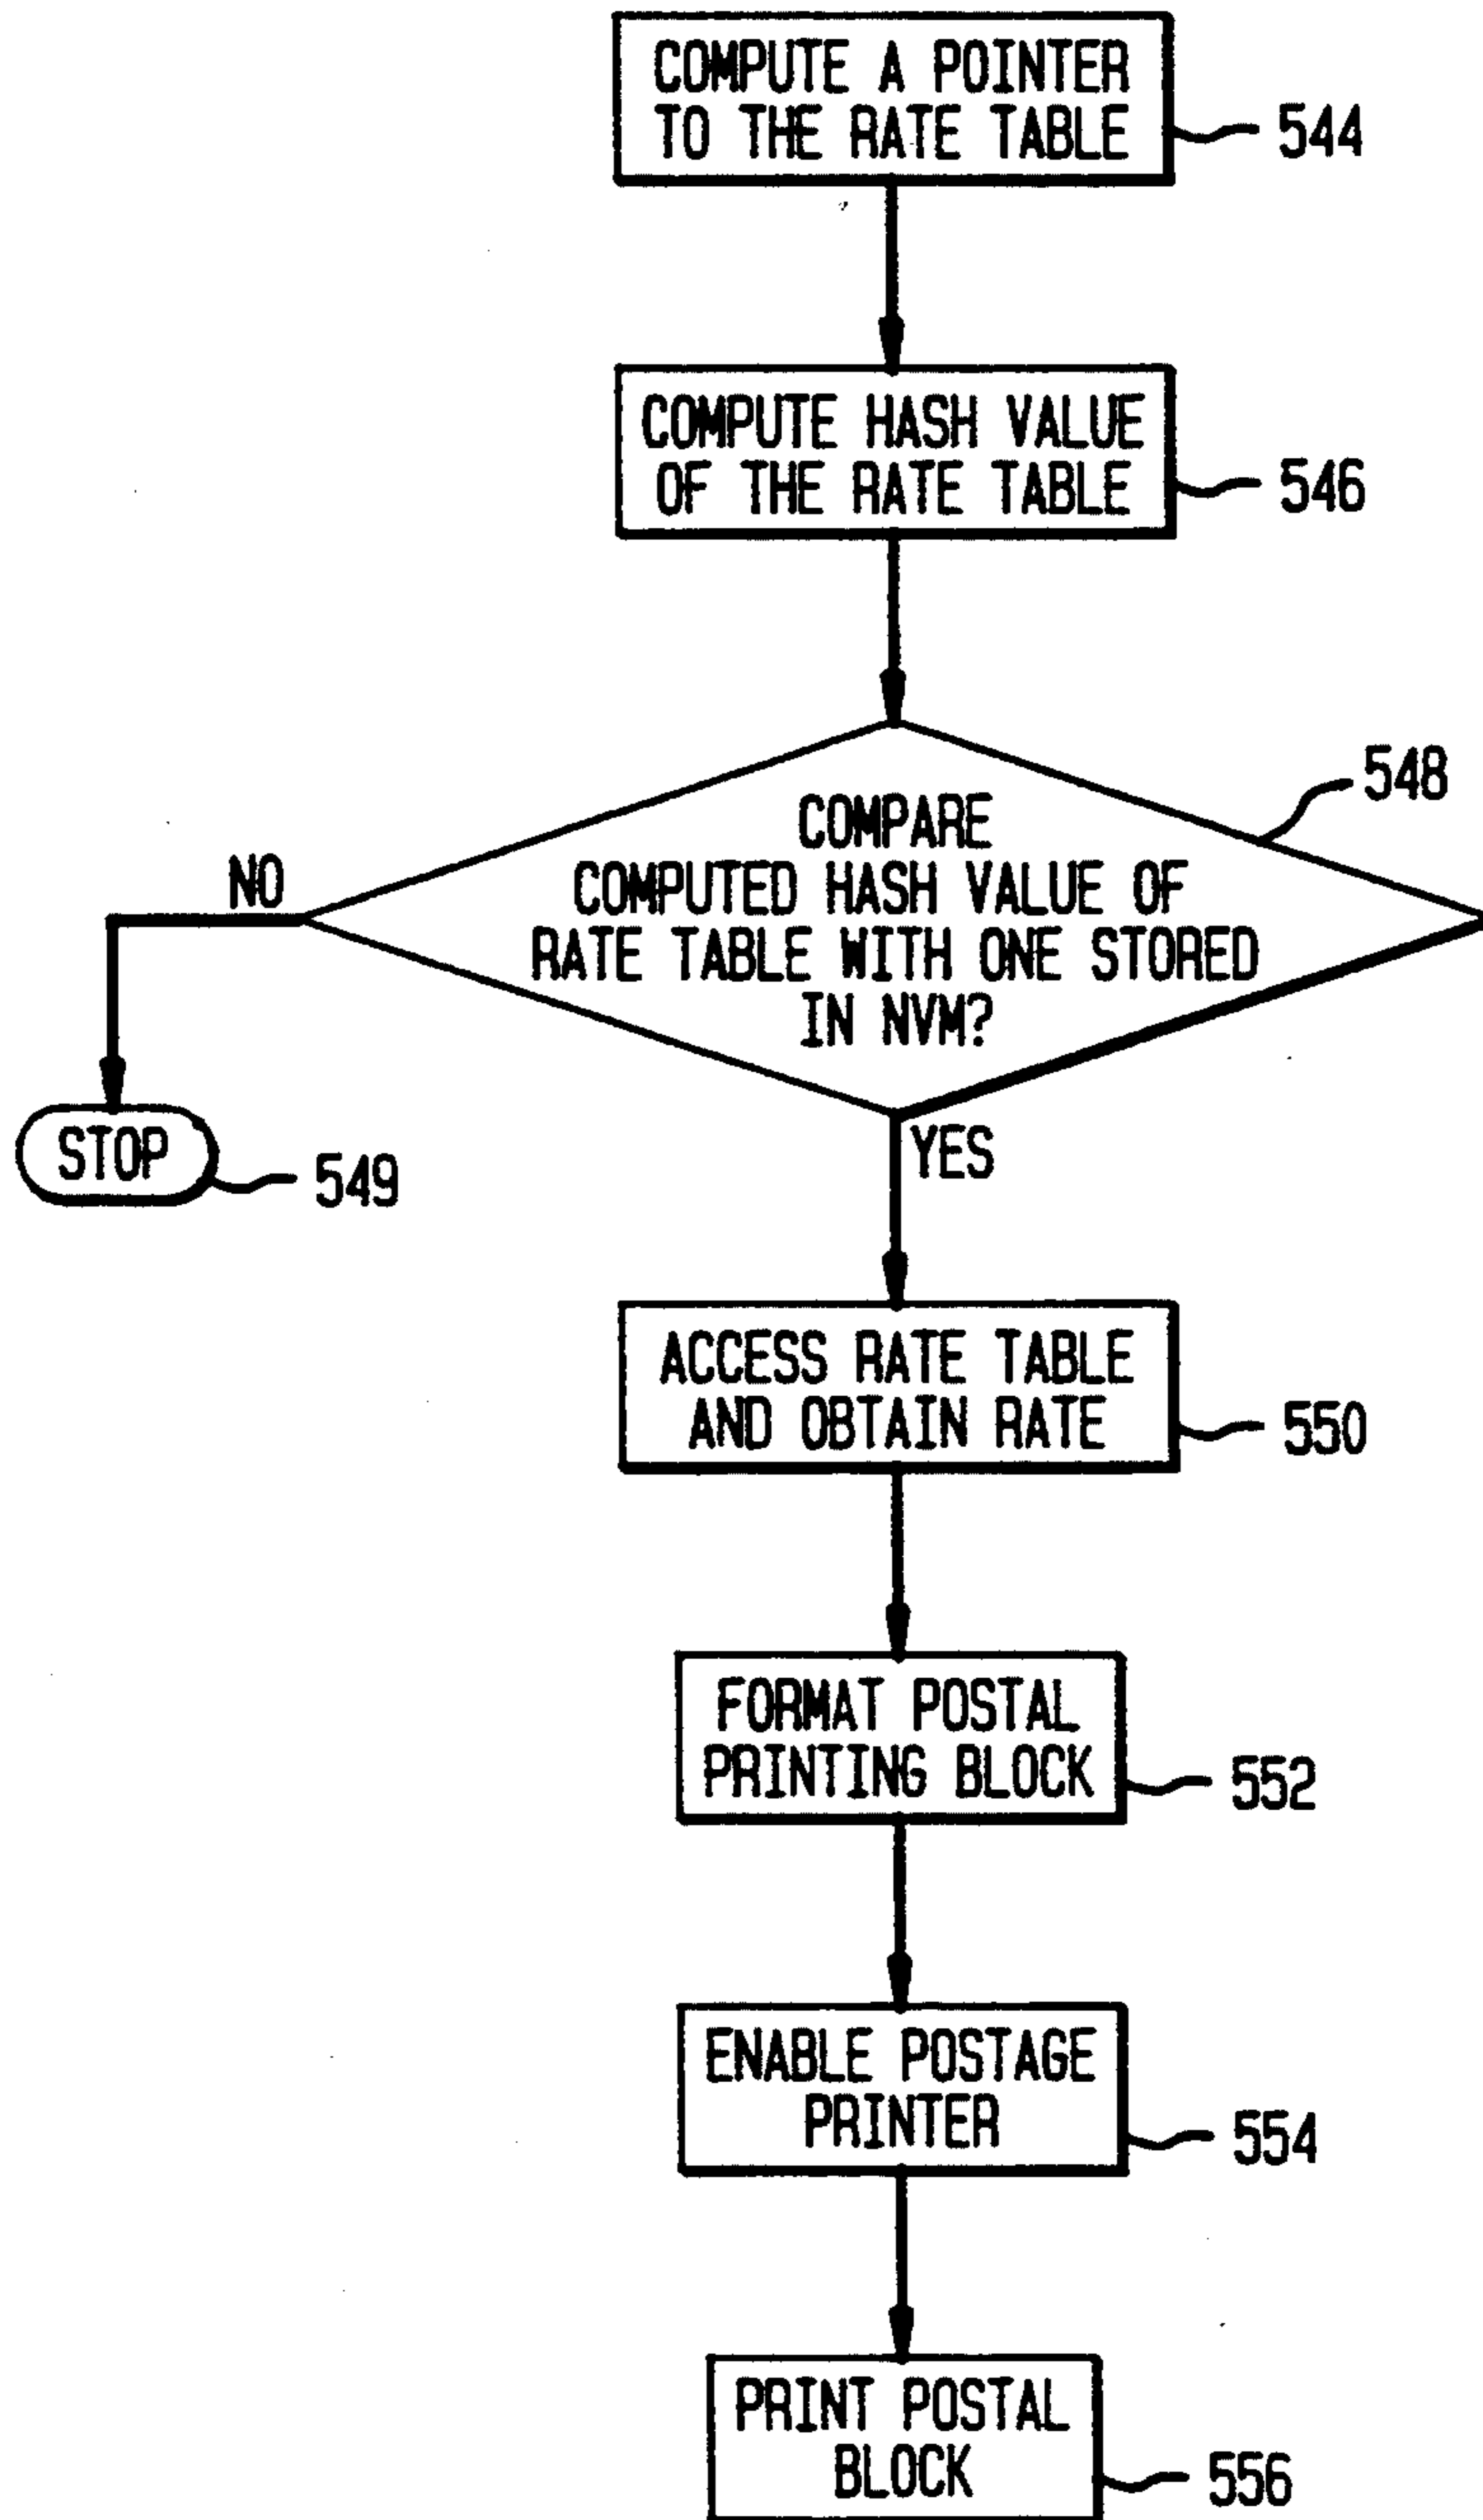 COMPUTE A POINTER
TO THE RATE TABLE
544
COMPUTE HASH VALUE
OF THE RATE TABLE
546
548
COMPARE
COMPUTED HASH VALUE OF
RATE TABLE WITH ONE STORED
IN NVM?
NO
STOP
549
YES
ACCESS RATE TABLE
AND OBTAIN RATE
550
FORMAT POSTAL
PRINTING BLOCK
552
ENABLE POSTAGE
PRINTER
554
PRINT POSTAL
BLOCK
556